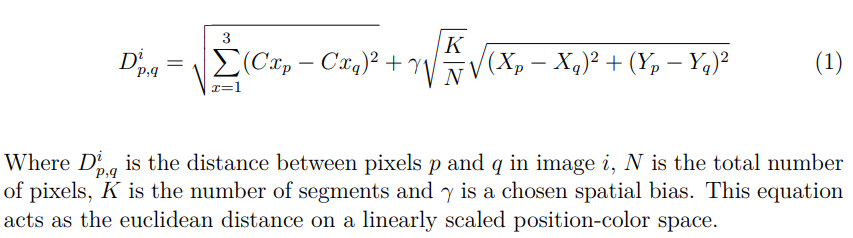 $$D^i_{p,q} = \sqrt{\sum_{x=1}^{3}(Cx_p - Cx_q)^2} + \gamma\sqrt{\frac{K}{N}}\sqrt{(X_p - X_q)^2 + (Y_p - Y_q)^2} \quad (1)$$
Where $D^i_{p,q}$ is the distance between pixels $p$ and $q$ in image $i$, $N$ is the total number
of pixels, $K$ is the number of segments and $\gamma$ is a chosen spatial bias. This equation
acts as the euclidean distance on a linearly scaled position-color space.